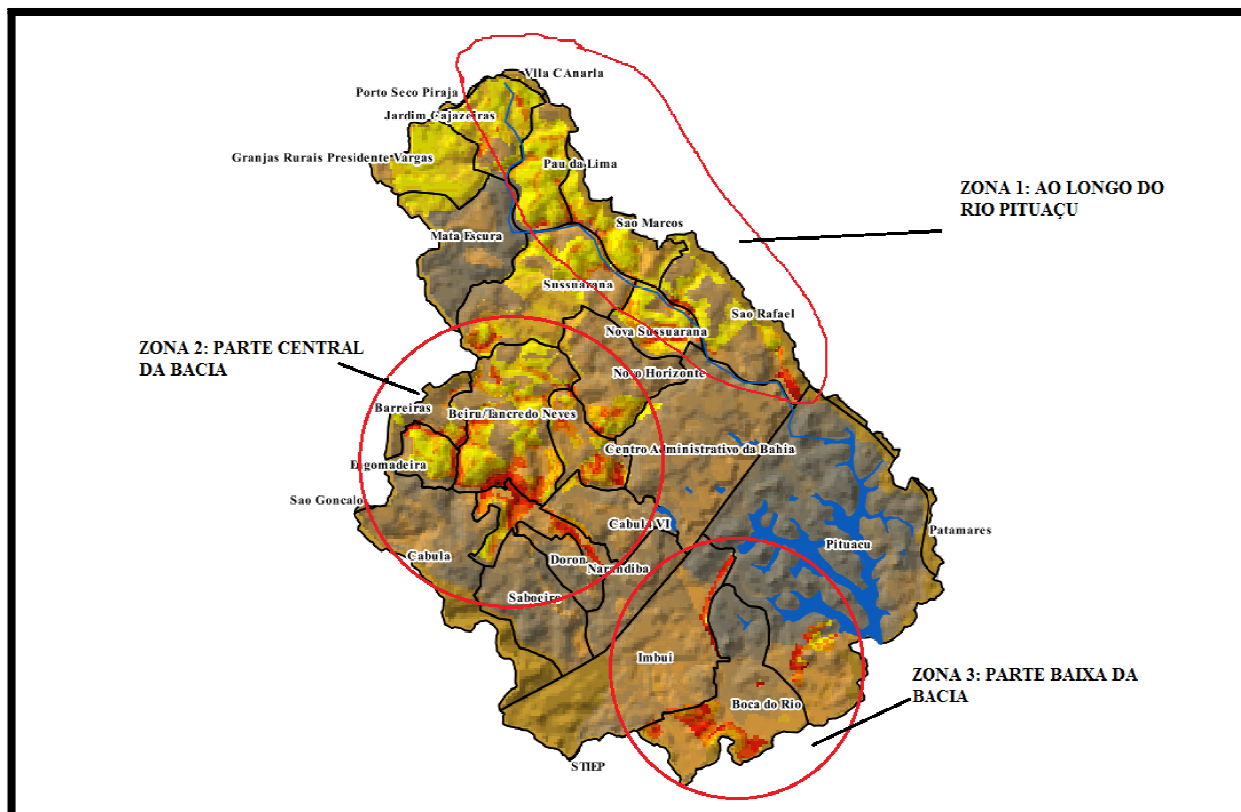 Vila CAnaria
Porto Seco Piraja
Jardim Cajazeiras
Granjas Rurais Presidente Vargas
Pau da Lima
ZONA 1: AO LONGO DO
RIO PITUAÇU
Sao Marcos
Mata Escura
Sussuarana
Sao Rafael
Nova Sussuarana
ZONA 2: PARTE CENTRAL
DA BACIA
Novo Horizonte
Barreiras
Beiru/Tancredo Neves
Centro Administrativo da Bahia
Engomadeira
Sao Goncalo
Cabula VI
Patamares
Pituacu
Cabula
Doron
Narandiba
Saboeiro
Imbui
ZONA 3: PARTE BAIXA DA
BACIA
Boca do Rio
STIEP